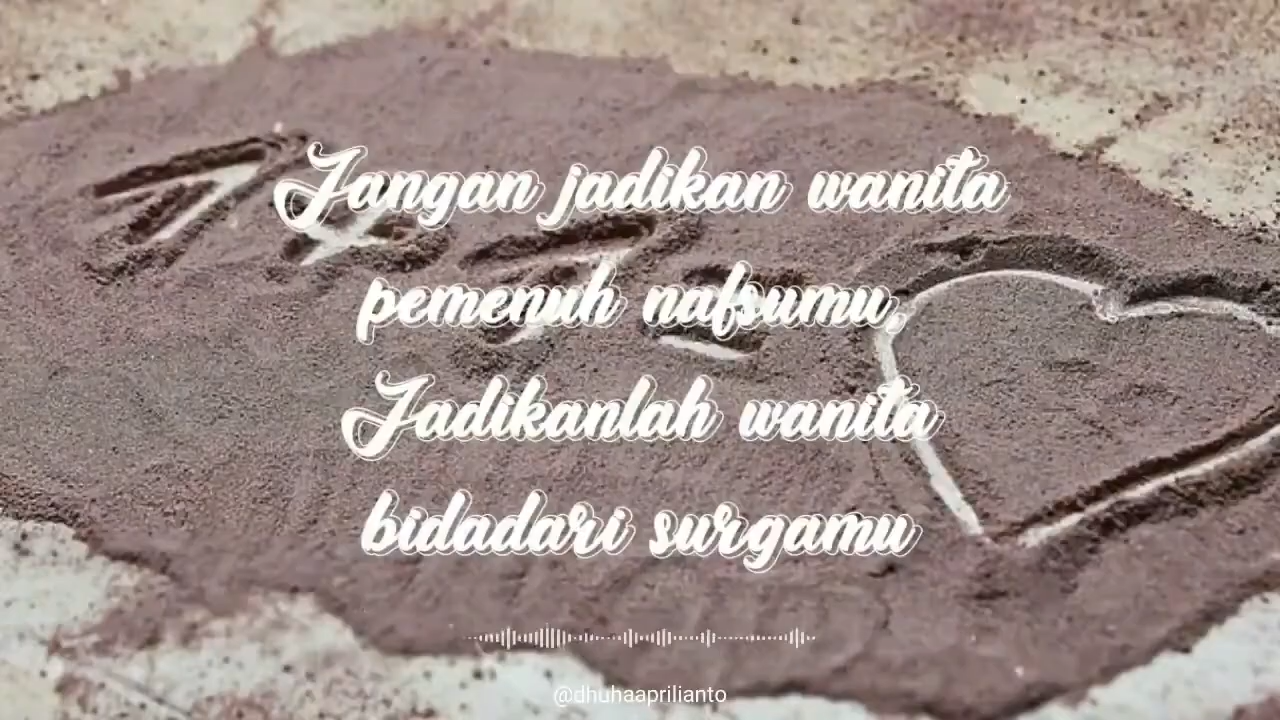 Jangan jadikan wanita
pemenuh nafsumu,
Jadikanlah wanita
bidadari surgamu
@dhuhaaprilianto